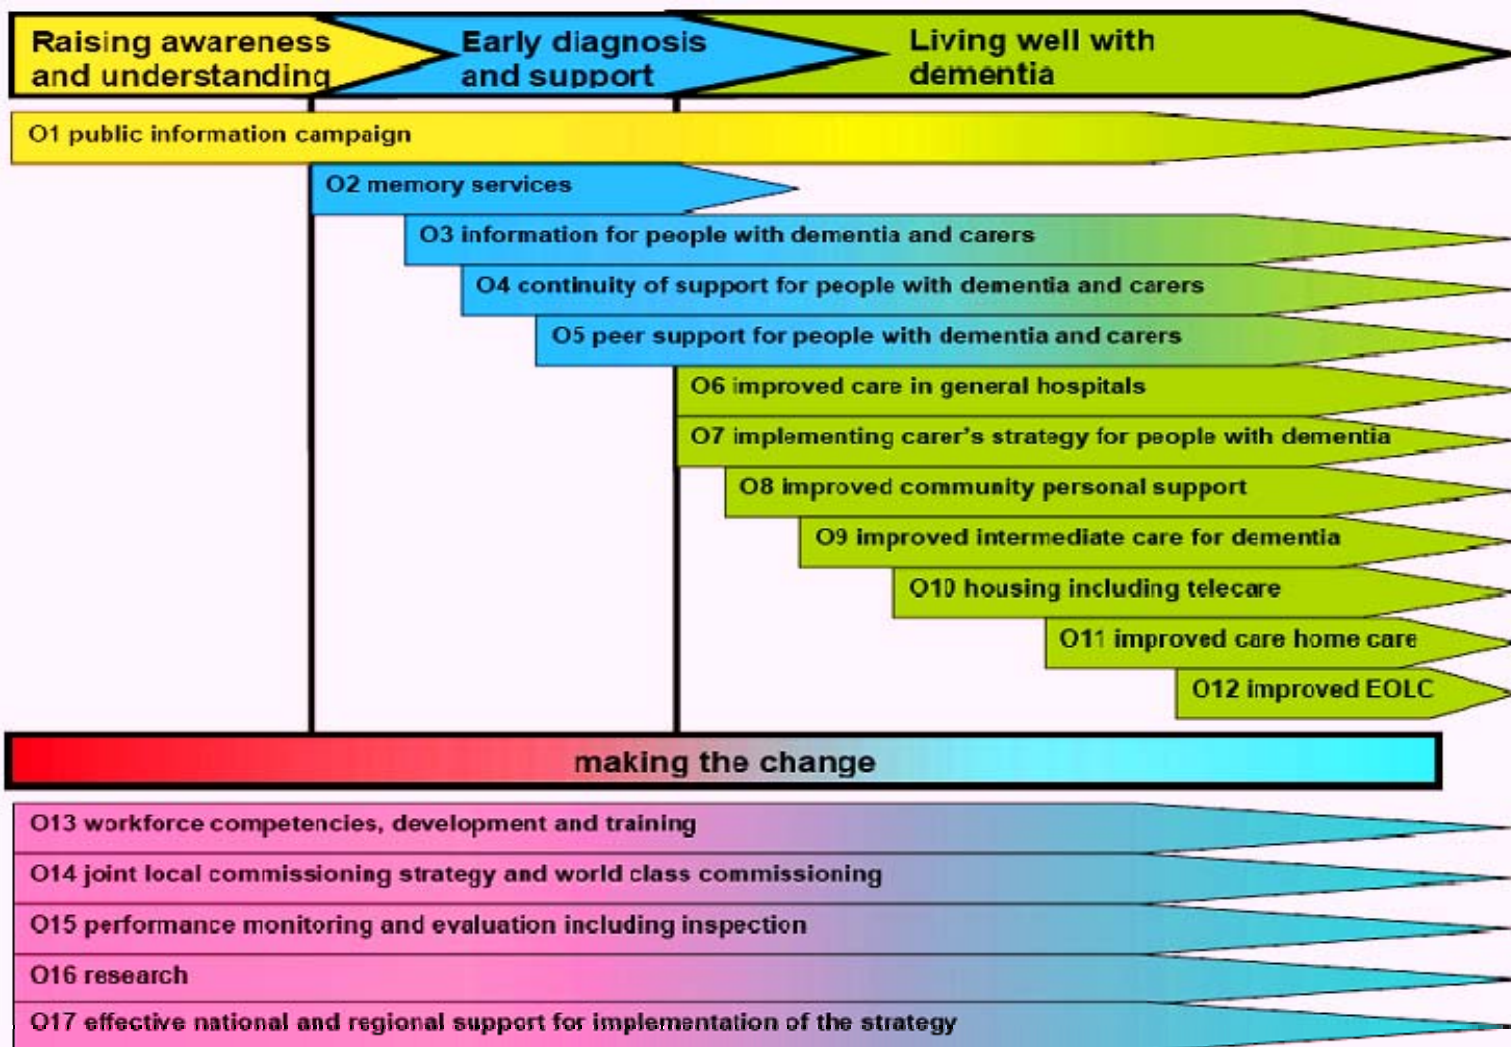 Raising awareness
and understanding
Early diagnosis
and support
Living well with
dementia
O1 public information campaign
O2 memory services
O3 information for people with dementia and carers
O4 continuity of support for people with dementia and carers
O5 peer support for people with dementia and carers
O6 improved care in general hospitals
O7 implementing carer's strategy for people with dementia
O8 improved community personal support
O9 improved intermediate care for dementia
O10 housing including telecare
O11 improved care home care
O12 improved EOLC
making the change
O13 workforce competencies, development and training
O14 joint local commissioning strategy and world class commissioning
O15 performance monitoring and evaluation including inspection
O16 research
O17 effective national and regional support for implementation of the strategy